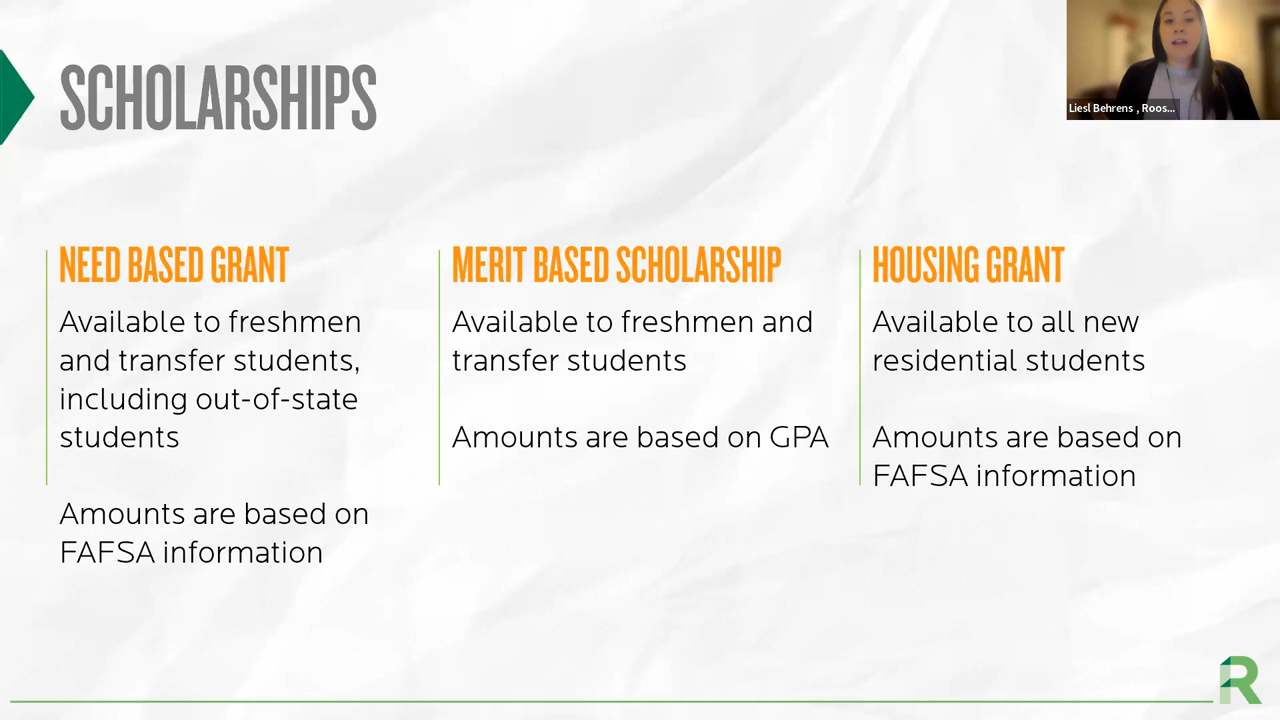 SCHOLARSHIPS
Liesl Behrens , Roos...
NEED BASED GRANT
Available to freshmen
and transfer students,
including out-of-state
students
Amounts are based on
FAFSA information
MERIT BASED SCHOLARSHIP
Available to freshmen and
transfer students
Amounts are based on GPA
HOUSING GRANT
Available to all new
residential students
Amounts are based on
FAFSA information
R